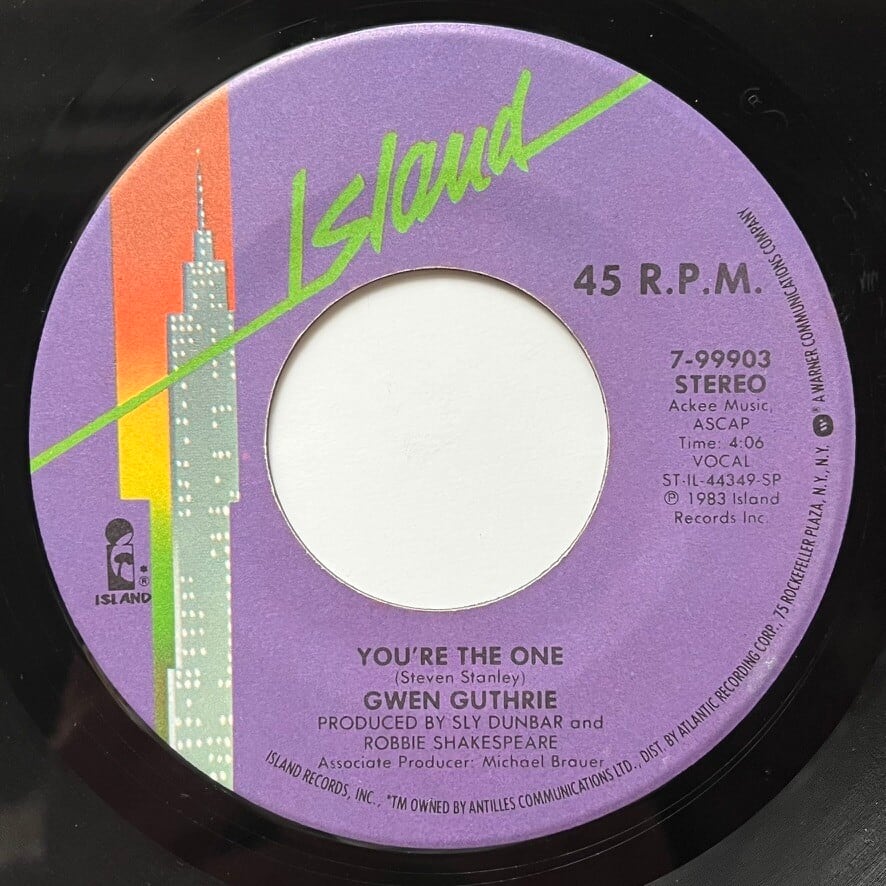 Island
45 R.P.M.
7-99903
STEREO
Ackee Music,
ASCAP
Time: 4:06
VOCAL
ST-IL-44349-SP
℗ 1983 Island
Records Inc.
ISLAND ®
YOU'RE THE ONE
(Steven Stanley)
GWEN GUTHRIE
PRODUCED BY SLY DUNBAR and
ROBBIE SHAKESPEARE
Associate Producer: Michael Brauer
ISLAND RECORDS, INC., *TM OWNED BY ANTILLES COMMUNICATIONS LTD., DIST. BY ATLANTIC RECORDING CORP., 75 ROCKEFELLER PLAZA, N.Y., N.Y. ® A WARNER COMMUNICATIONS COMPANY